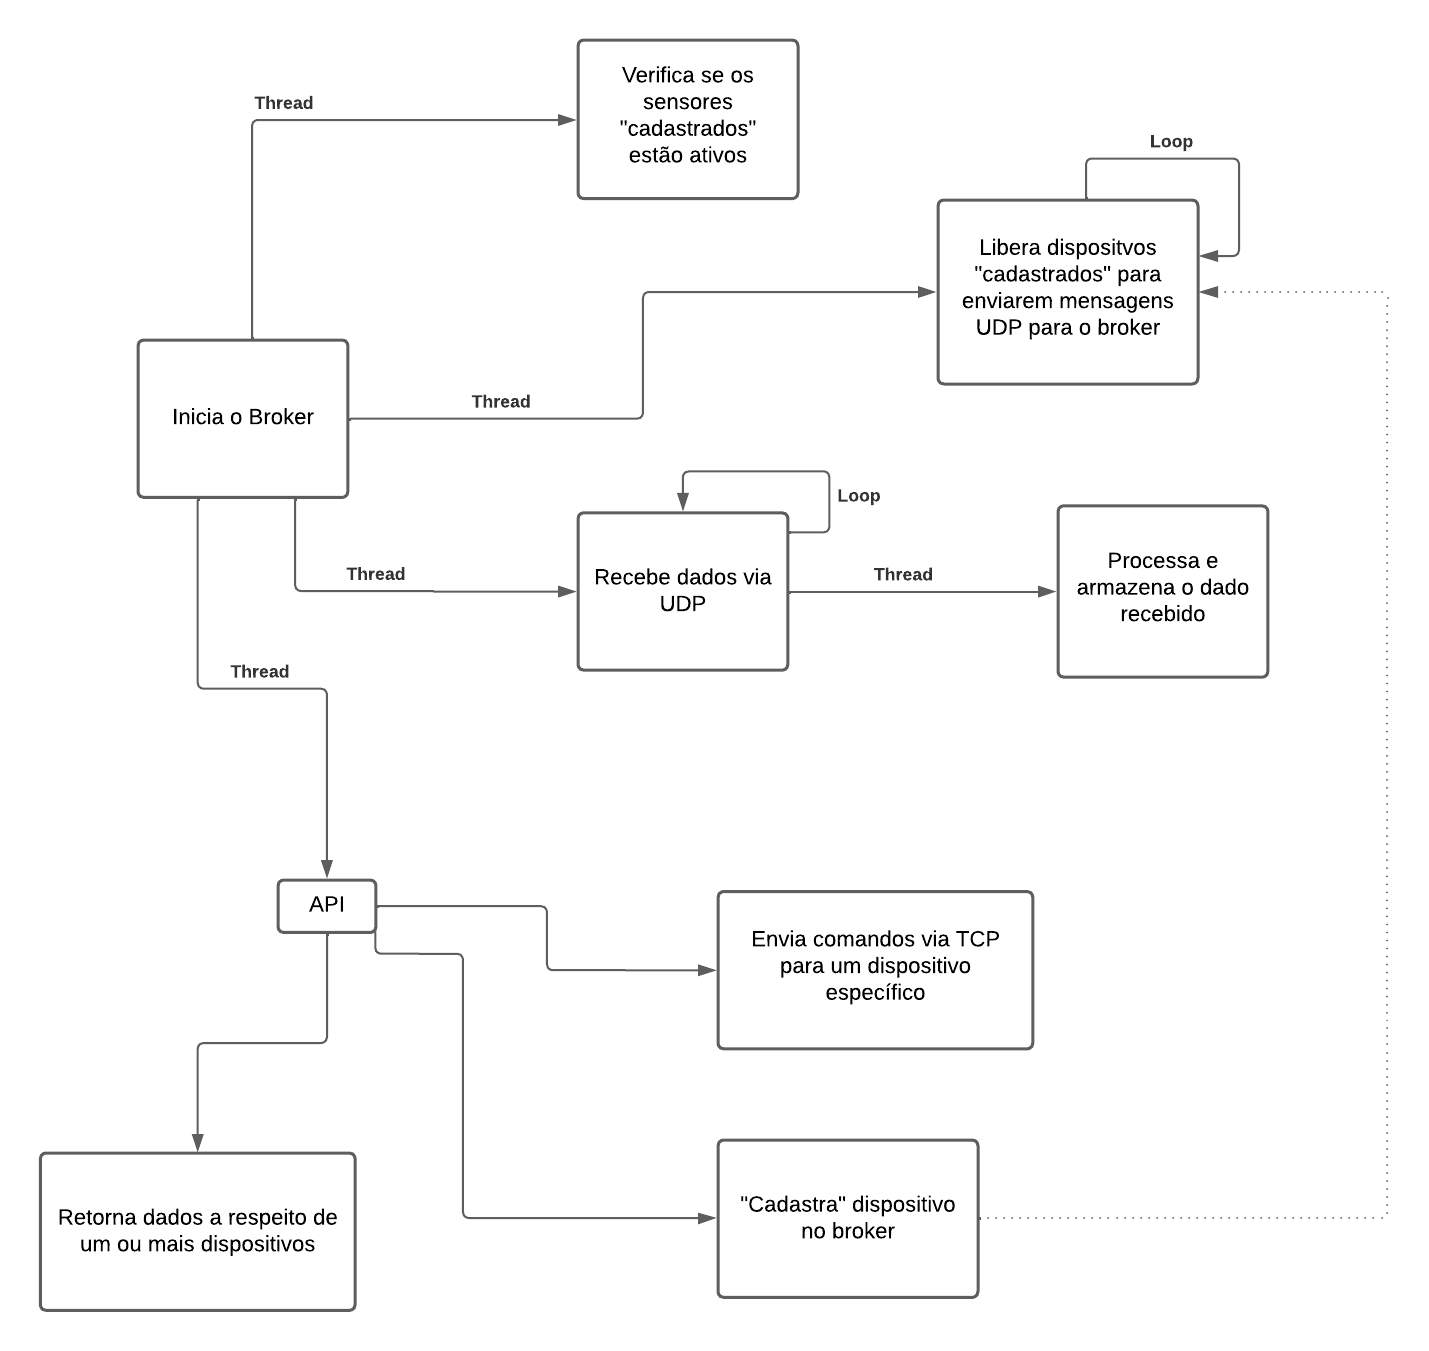 Verifica se os
sensores
"cadastrados"
estão ativos
Thread
Loop
Libera dispositvos
"cadastrados" para
enviarem mensagens
UDP para o broker
Inicia o Broker
Thread
Loop
Recebe dados via
UDP
Thread
Thread
Processa e
armazena o dado
recebido
Thread
API
Envia comandos via TCP
para um dispositivo
específico
"Cadastra" dispositivo
no broker
Retorna dados a respeito de
um ou mais dispositivos